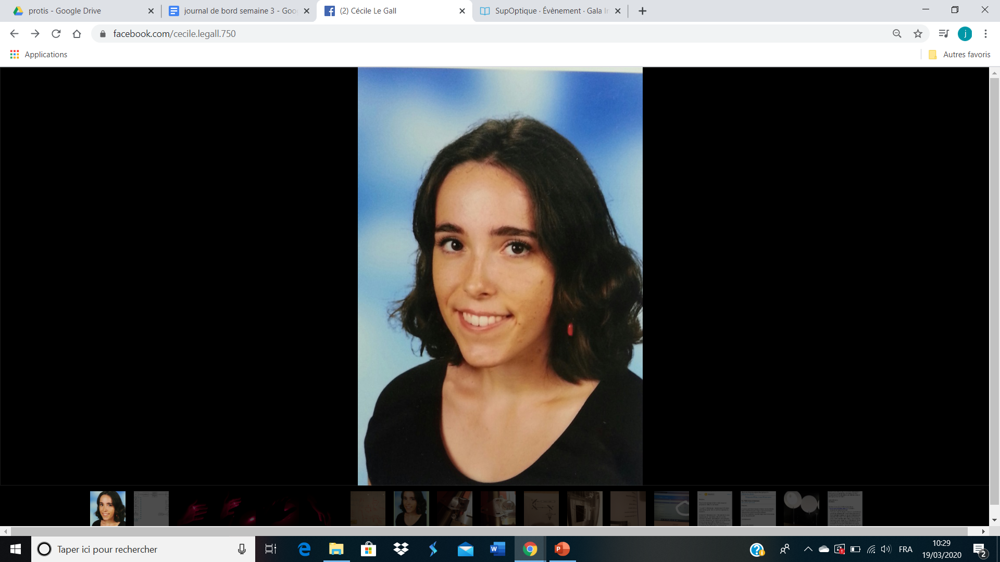 protis - Google Drive
journal de bord semaine 3 - Goo
(2) Cécile Le Gall
SupOptique · Évènement · Gala In
facebook.com/cecile.legall.750
j
Applications
Autres favoris
Taper ici pour rechercher
FRA
10:29
19/03/2020
2